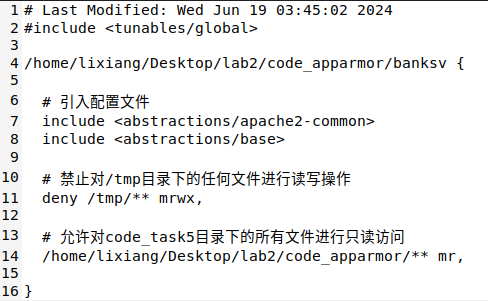 1 # Last Modified: Wed Jun 19 03:45:02 2024
2 #include <tunables/global>
3
4 /home/lixiang/Desktop/lab2/code_apparmor/banksv {
5
6 # 引入配置文件
7 include <abstractions/apache2-common>
8 include <abstractions/base>
9
10 # 禁止对/tmp目录下的任何文件进行读写操作
11 deny /tmp/** mrwx,
12
13 # 允许对code_task5目录下的所有文件进行只读访问
14 /home/lixiang/Desktop/lab2/code_apparmor/** mr,
15
16 }